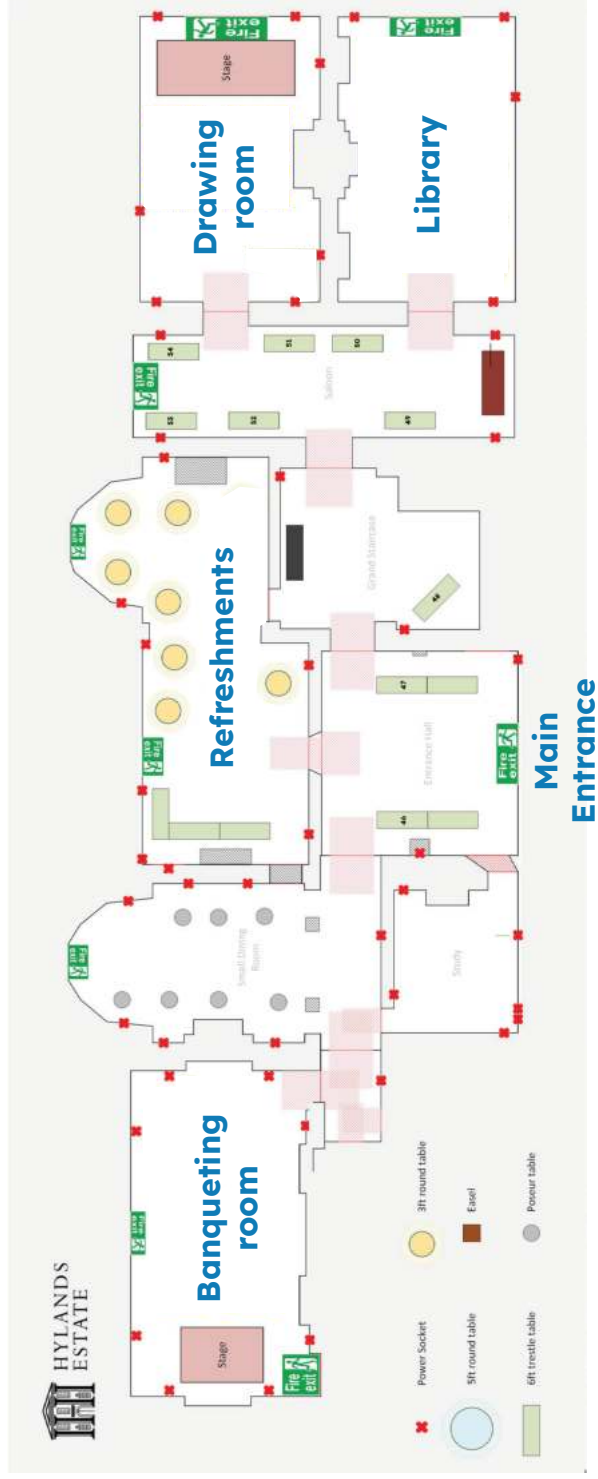 HYLANDS
ESTATE
Fire
exit
Stage
Banqueting
room
Fire
exit
Fire
exit
Small Dining
Room
Study
Fire
exit
Refreshments
Fire
exit
46
Entrance Hall
47
Fire
exit
Main
Entrance
48
Grand Staircase
Fire
exit
53
54
52
51
50
49
Saloon
Drawing
room
Stage
Fire
exit
Library
Fire
exit
Power Socket
3ft round table
5ft round table
Easel
6ft trestle table
Poseur table